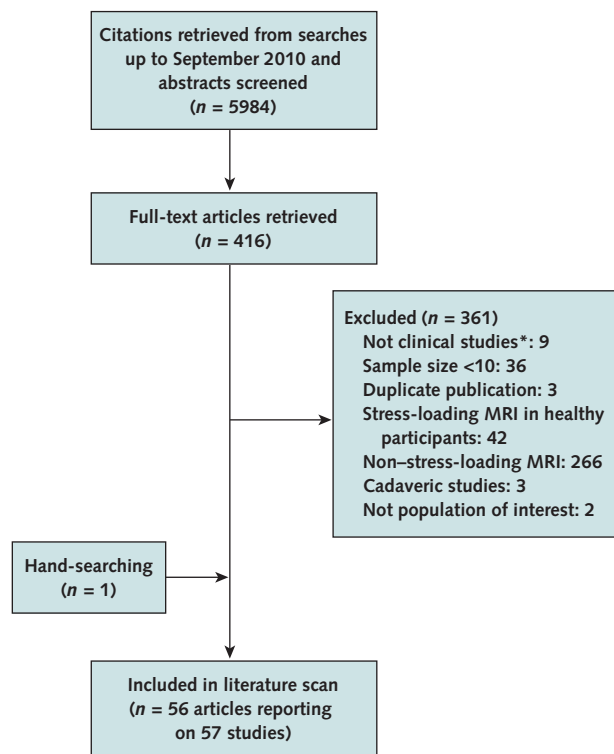 Citations retrieved from searches
up to September 2010 and
abstracts screened
(n = 5984)
Full-text articles retrieved
(n = 416)
Excluded (n = 361)
Not clinical studies*: 9
Sample size <10: 36
Duplicate publication: 3
Stress-loading MRI in healthy
participants: 42
Non–stress-loading MRI: 266
Cadaveric studies: 3
Not population of interest: 2
Hand-searching
(n = 1)
Included in literature scan
(n = 56 articles reporting
on 57 studies)